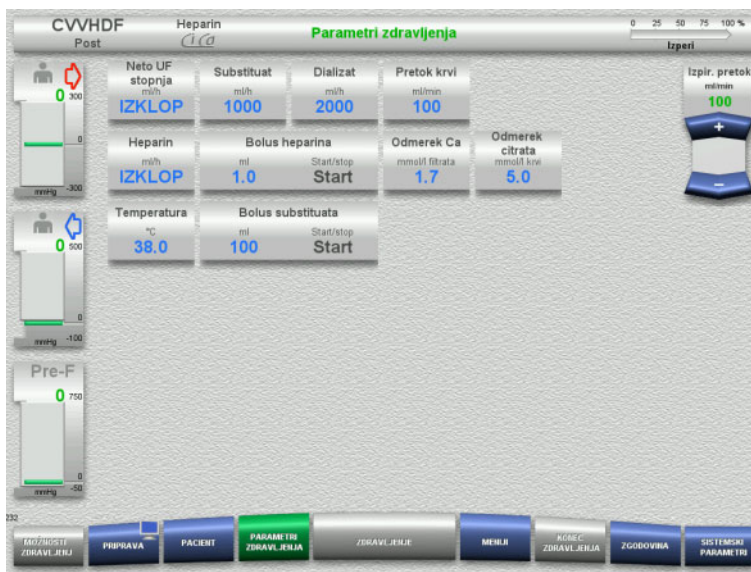 CVVHDF
Post
Heparin
Ci Ca
Parametri zdravljenja
0 25 50 75 100 %
Izperi
0 300
0
mmHg -300
Neto UF
stopnja
ml/h
IZKLOP
Substituat
ml/h
1000
Dializat
ml/h
2000
Pretok krvi
ml/min
100
Izpir. pretok
ml/min
100
+
−
Heparin
ml/h
IZKLOP
Bolus heparina
ml Start/stop
1.0 Start
Odmerek Ca
mmol/l filtrata
1.7
Odmerek
citrata
mmol/l krvi
5.0
0 500
0
mmHg -100
Temperatura
°C
38.0
Bolus substituata
ml Start/stop
100 Start
Pre-F
0 750
0
mmHg -50
232
MOŽNOSTI
ZDRAVLJENJ
PRIPRAVA
PACIENT
PARAMETRI
ZDRAVLJENJA
ZDRAVLJENJE
MENIJI
KONEC
ZDRAVLJENJA
ZGODOVINA
SISTEMSKI
PARAMETRI